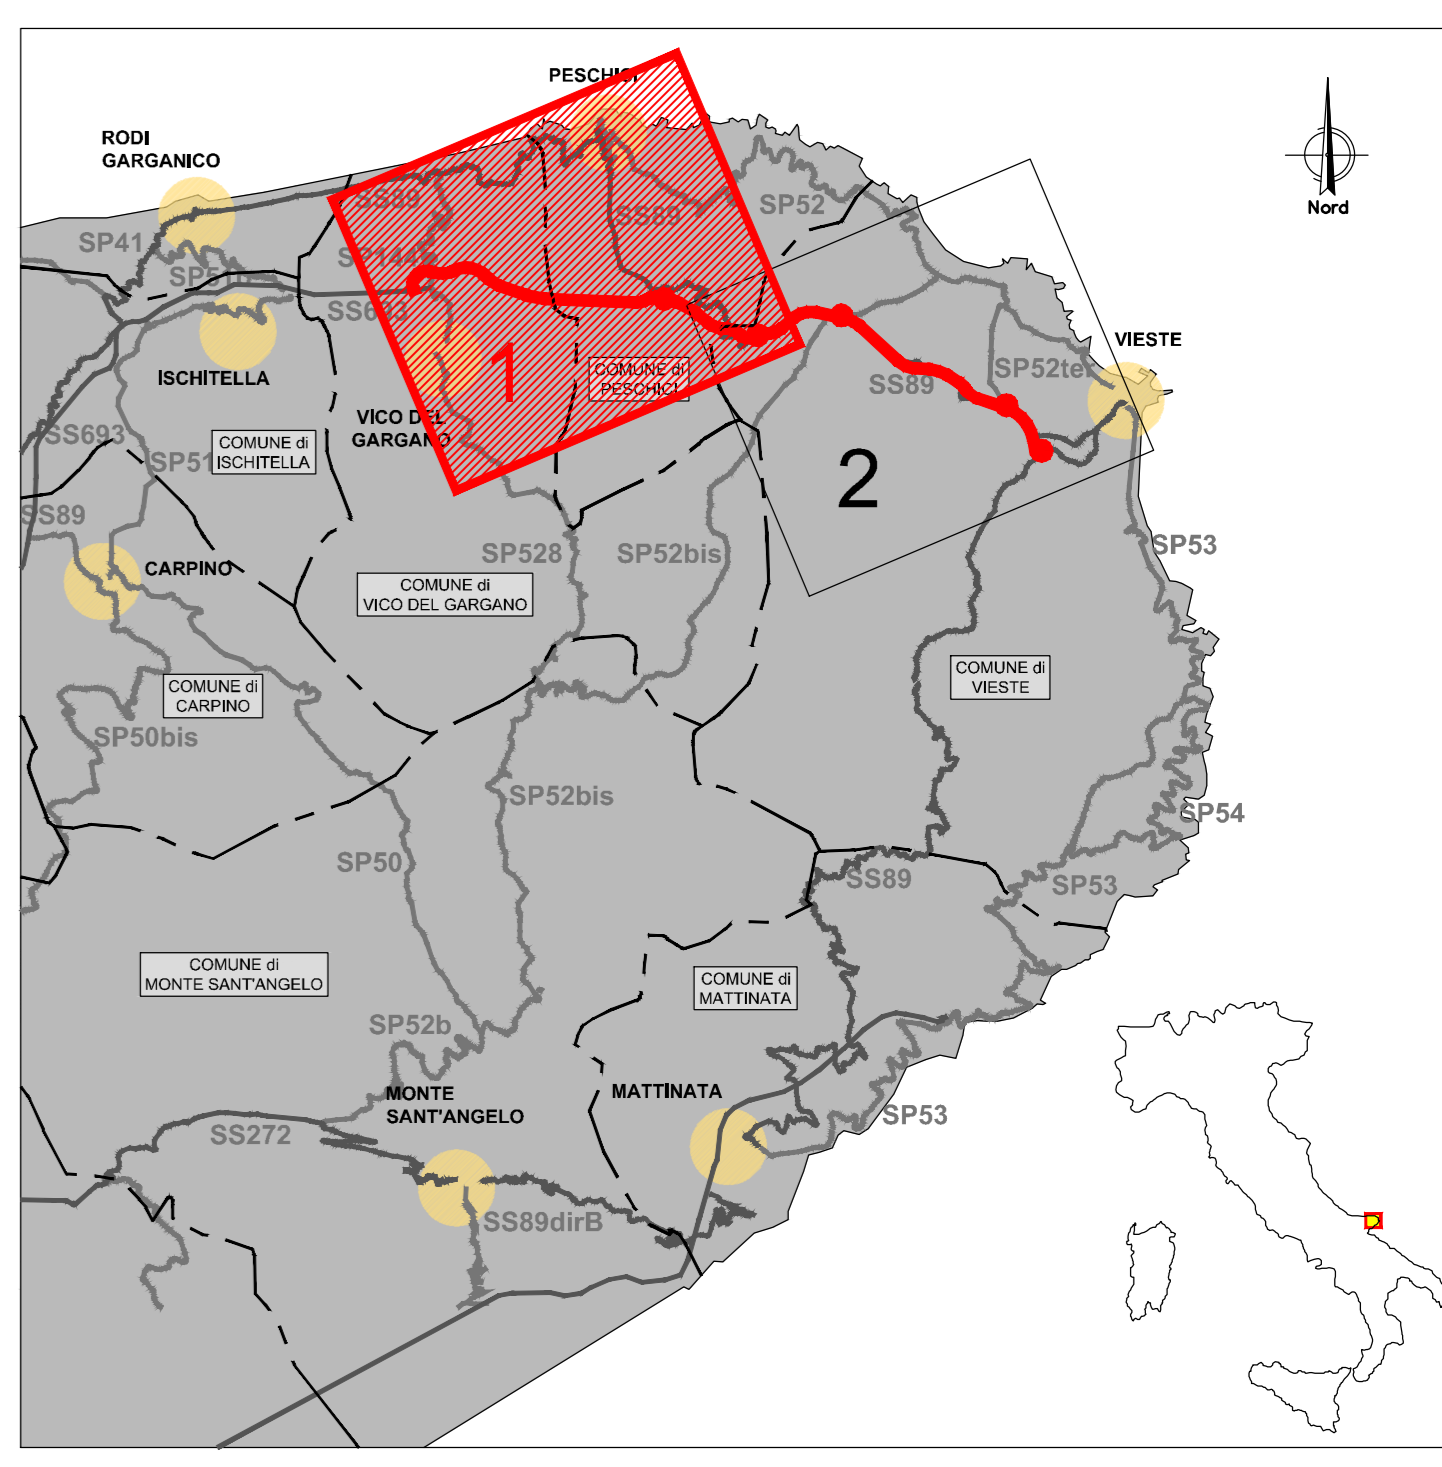 PESCHICI
RODI
GARGANICO
Nord
SS89
SP52
SS89
SP41
SP144
SP51
SS693
VIESTE
SP52ter
1
COMUNE di
PESCHICI
SS89
ISCHITELLA
VICO DEL
GARGANO
SS693
COMUNE di
ISCHITELLA
SP51
2
SS89
SP528
SP52bis
SP53
CARPINO
COMUNE di
VICO DEL GARGANO
COMUNE di
VIESTE
COMUNE di
CARPINO
SP50bis
SP52bis
SP54
SP50
SS89
SP53
COMUNE di
MONTE SANT'ANGELO
COMUNE di
MATTINATA
SP52b
MONTE
SANT'ANGELO
MATTINATA
SP53
SS272
SS89dirB